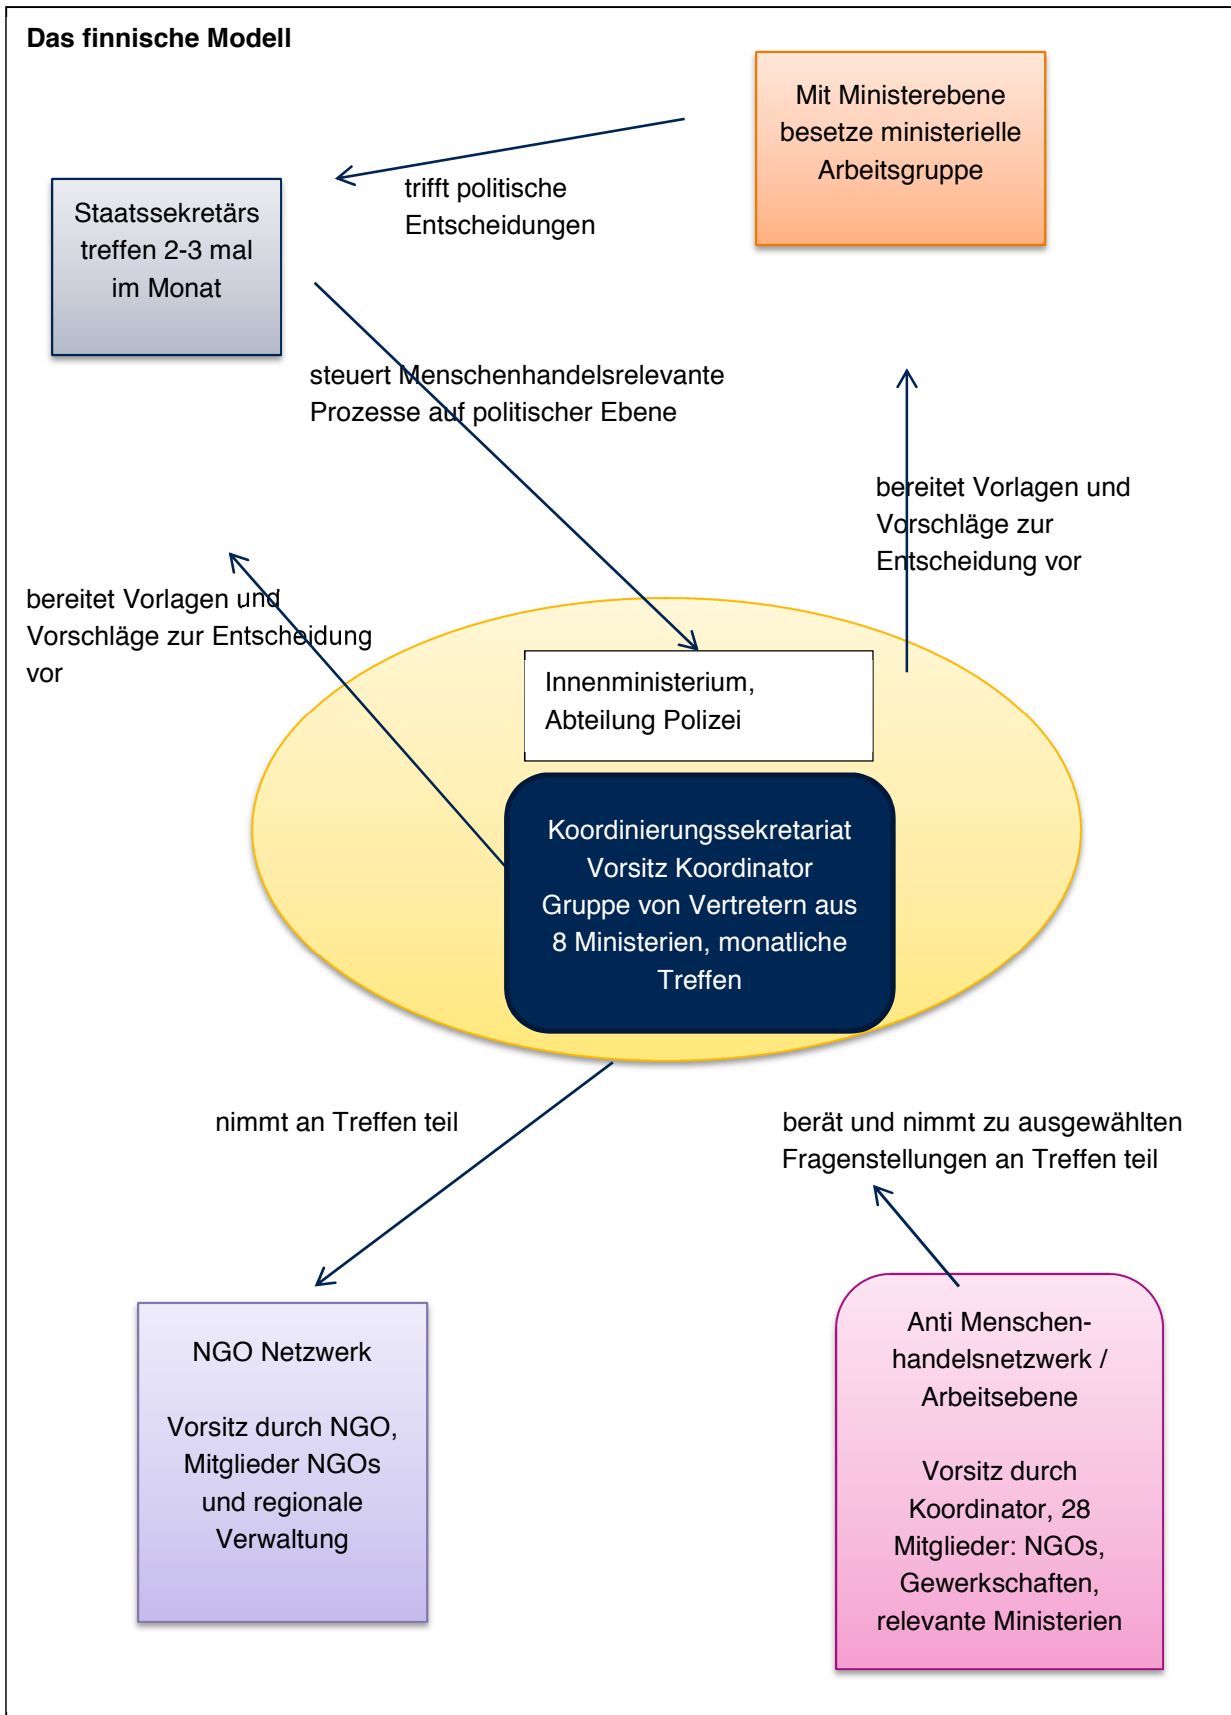 Das finnische Modell
Mit Ministerebene
besetze ministerielle
Arbeitsgruppe
trifft politische
Entscheidungen
Staatssekretärs
treffen 2-3 mal
im Monat
steuert Menschenhandelsrelevante
Prozesse auf politischer Ebene
bereitet Vorlagen und
Vorschläge zur
Entscheidung vor
bereitet Vorlagen und
Vorschläge zur Entscheidung
vor
Innenministerium,
Abteilung Polizei
Koordinierungssekretariat
Vorsitz Koordinator
Gruppe von Vertretern aus
8 Ministerien, monatliche
Treffen
nimmt an Treffen teil
berät und nimmt zu ausgewählten
Fragenstellungen an Treffen teil
NGO Netzwerk
Vorsitz durch NGO,
Mitglieder NGOs
und regionale
Verwaltung
Anti Menschen-
handelsnetzwerk /
Arbeitsebene
Vorsitz durch
Koordinator, 28
Mitglieder: NGOs,
Gewerkschaften,
relevante Ministerien